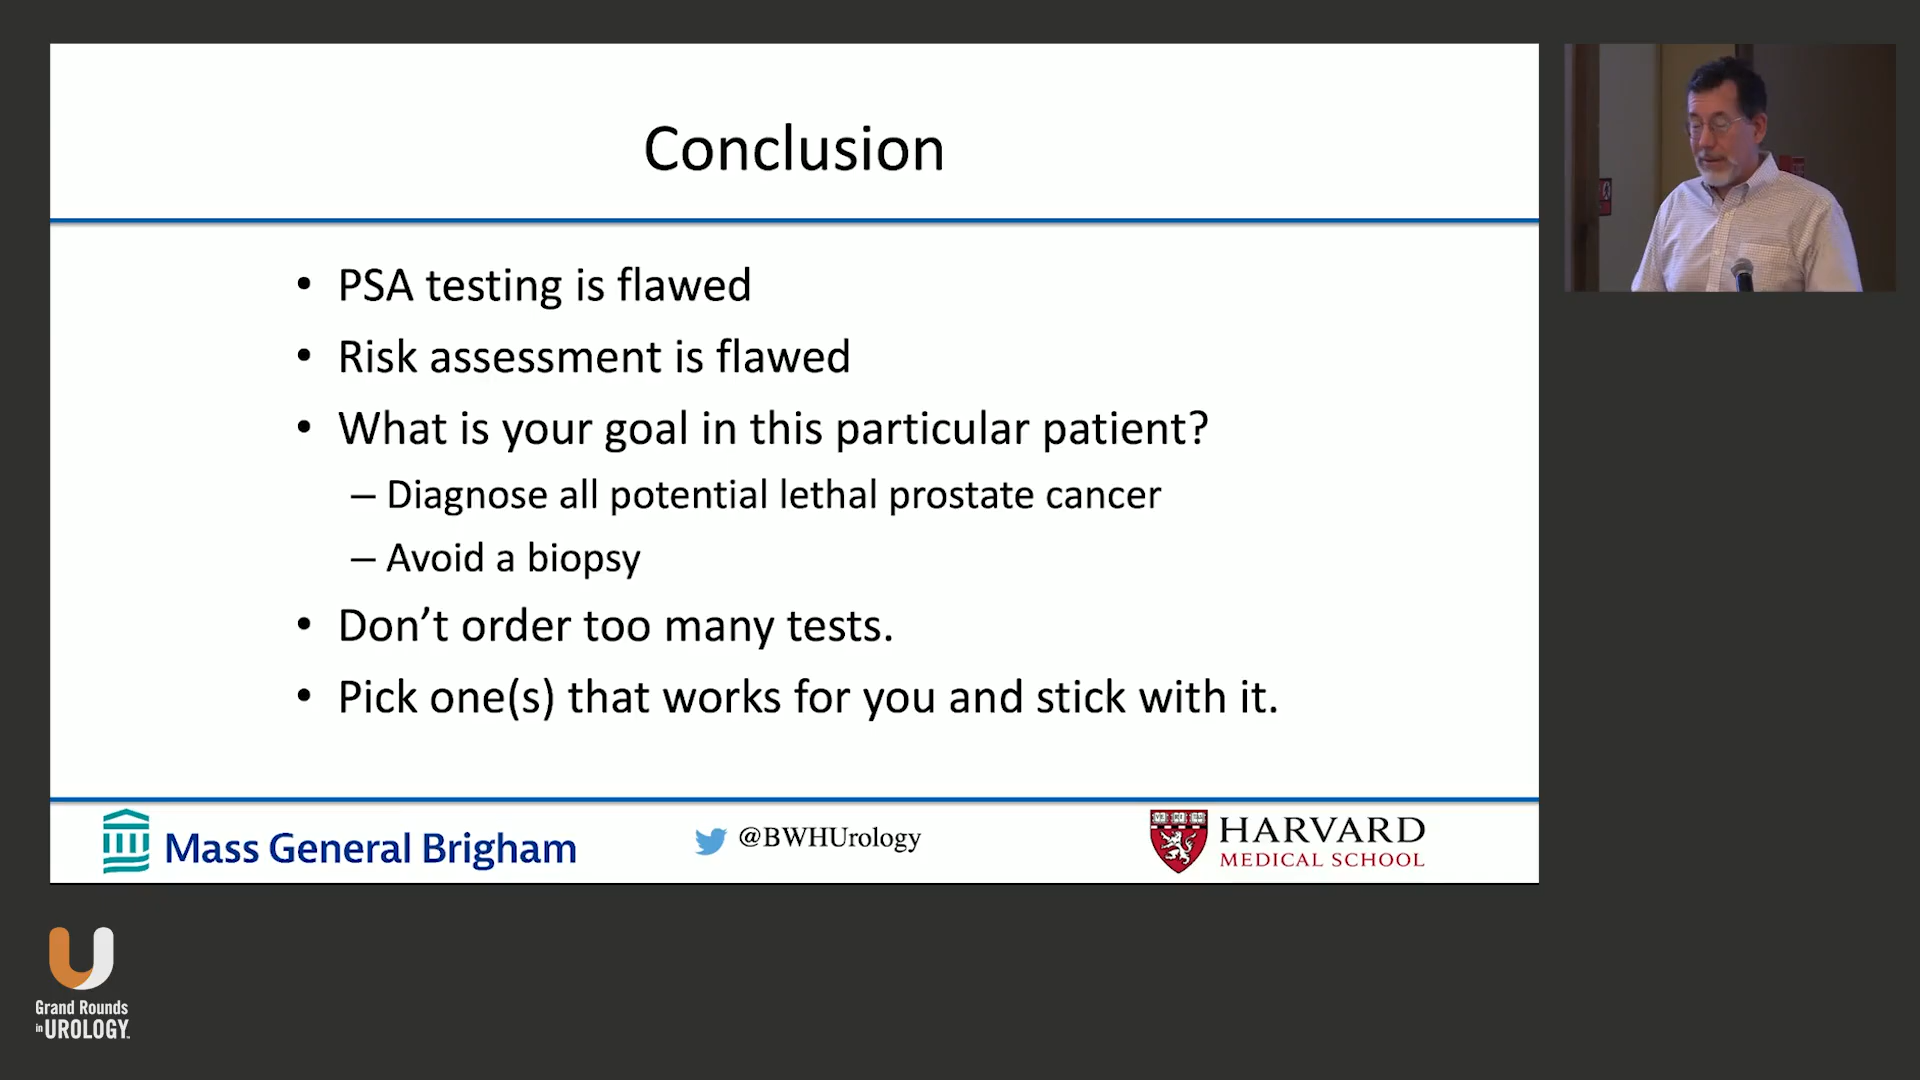 Conclusion
• PSA testing is flawed
• Risk assessment is flawed
• What is your goal in this particular patient?
– Diagnose all potential lethal prostate cancer
– Avoid a biopsy
• Don’t order too many tests.
• Pick one(s) that works for you and stick with it.
Mass General Brigham
@BWHUrology
HARVARD
MEDICAL SCHOOL
Grand Rounds
in UROLOGY